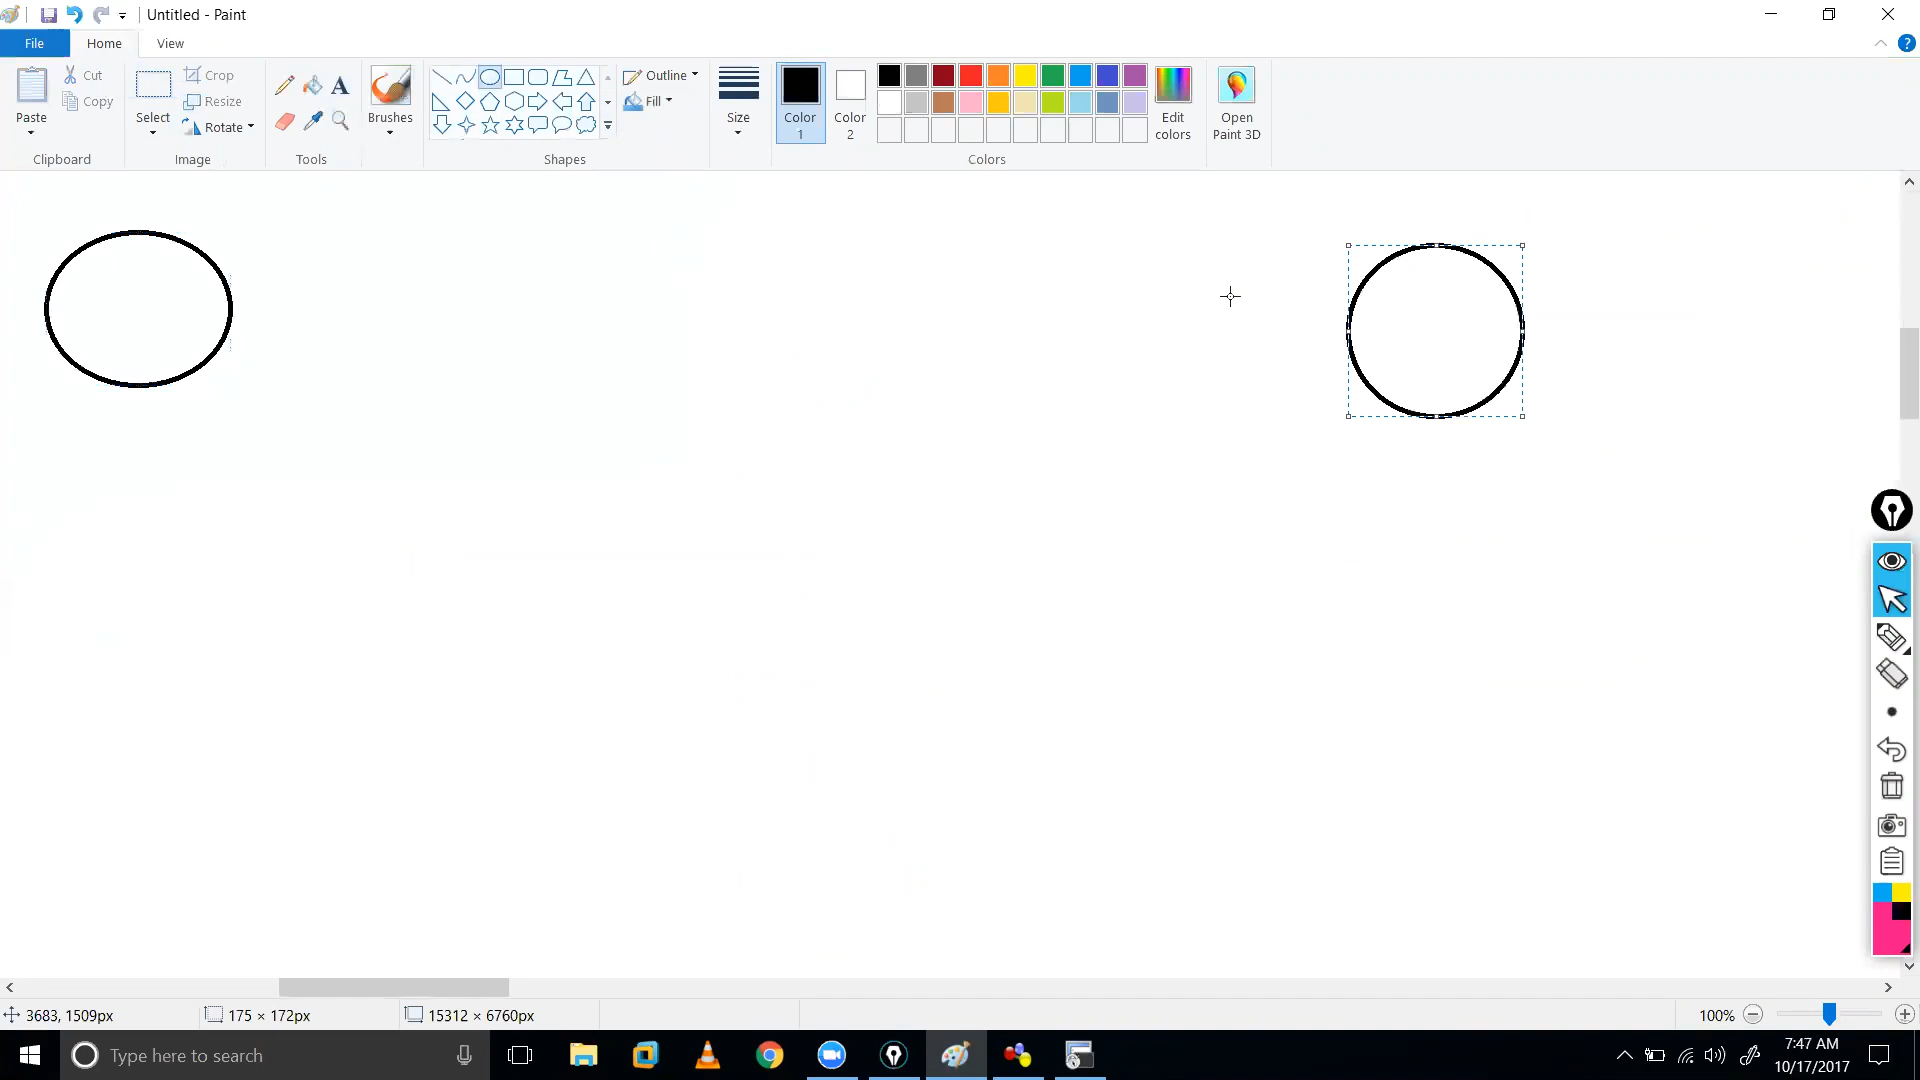 Untitled - Paint
File Home View
Paste
Cut
Copy
Clipboard
Select
Crop
Resize
Rotate
Image
A
Tools
Brushes
Shapes
Outline
Fill
Size
Color 1
Color 2
Colors
Edit colors
Open Paint 3D
?
3683, 1509px
175 × 172px
15312 × 6760px
100%
Type here to search
7:47 AM
10/17/2017